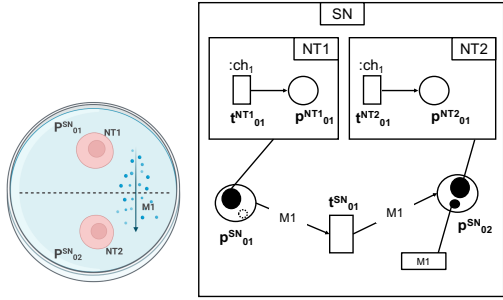 P^SN_01
NT1
M1
P^SN_02
NT2
SN
NT1
NT2
:ch₁
:ch₁
t^NT1_01
p^NT1_01
t^NT2_01
p^NT2_01
t^SN_01
M1
M1
p^SN_01
p^SN_02
M1